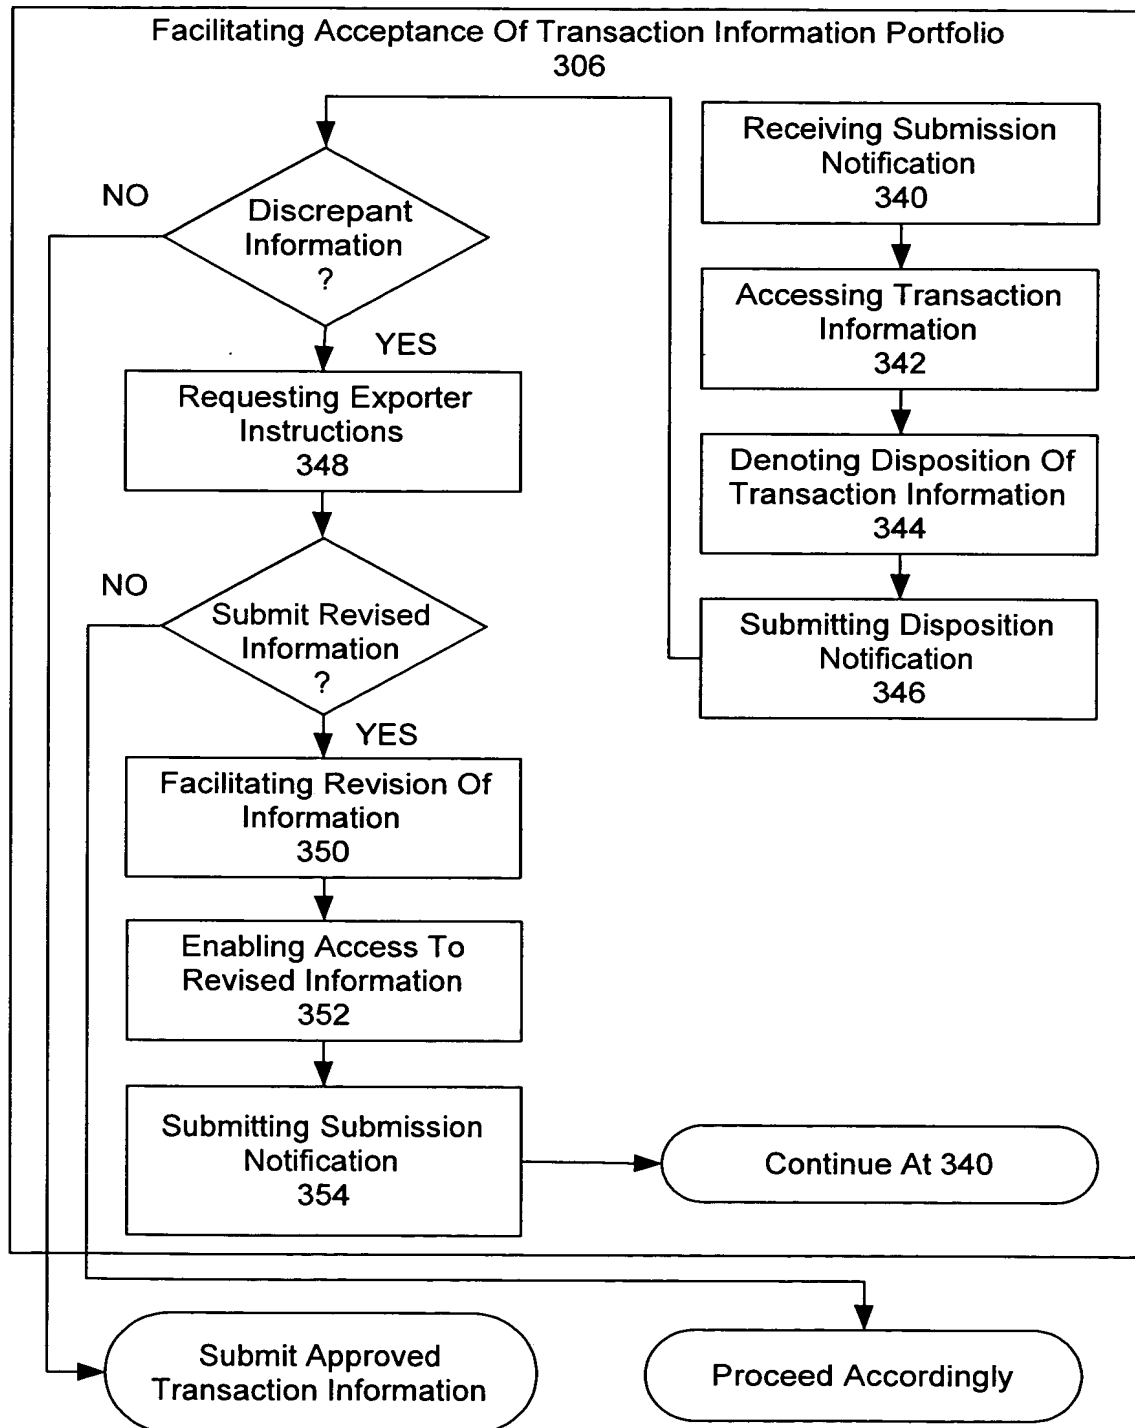 Facilitating Acceptance Of Transaction Information Portfolio
306
Receiving Submission
Notification
340
Accessing Transaction
Information
342
Denoting Disposition Of
Transaction Information
344
Submitting Disposition
Notification
346
NO
Discrepant
Information
?
YES
Requesting Exporter
Instructions
348
NO
Submit Revised
Information
?
YES
Facilitating Revision Of
Information
350
Enabling Access To
Revised Information
352
Submitting Submission
Notification
354
Continue At 340
Submit Approved
Transaction Information
Proceed Accordingly